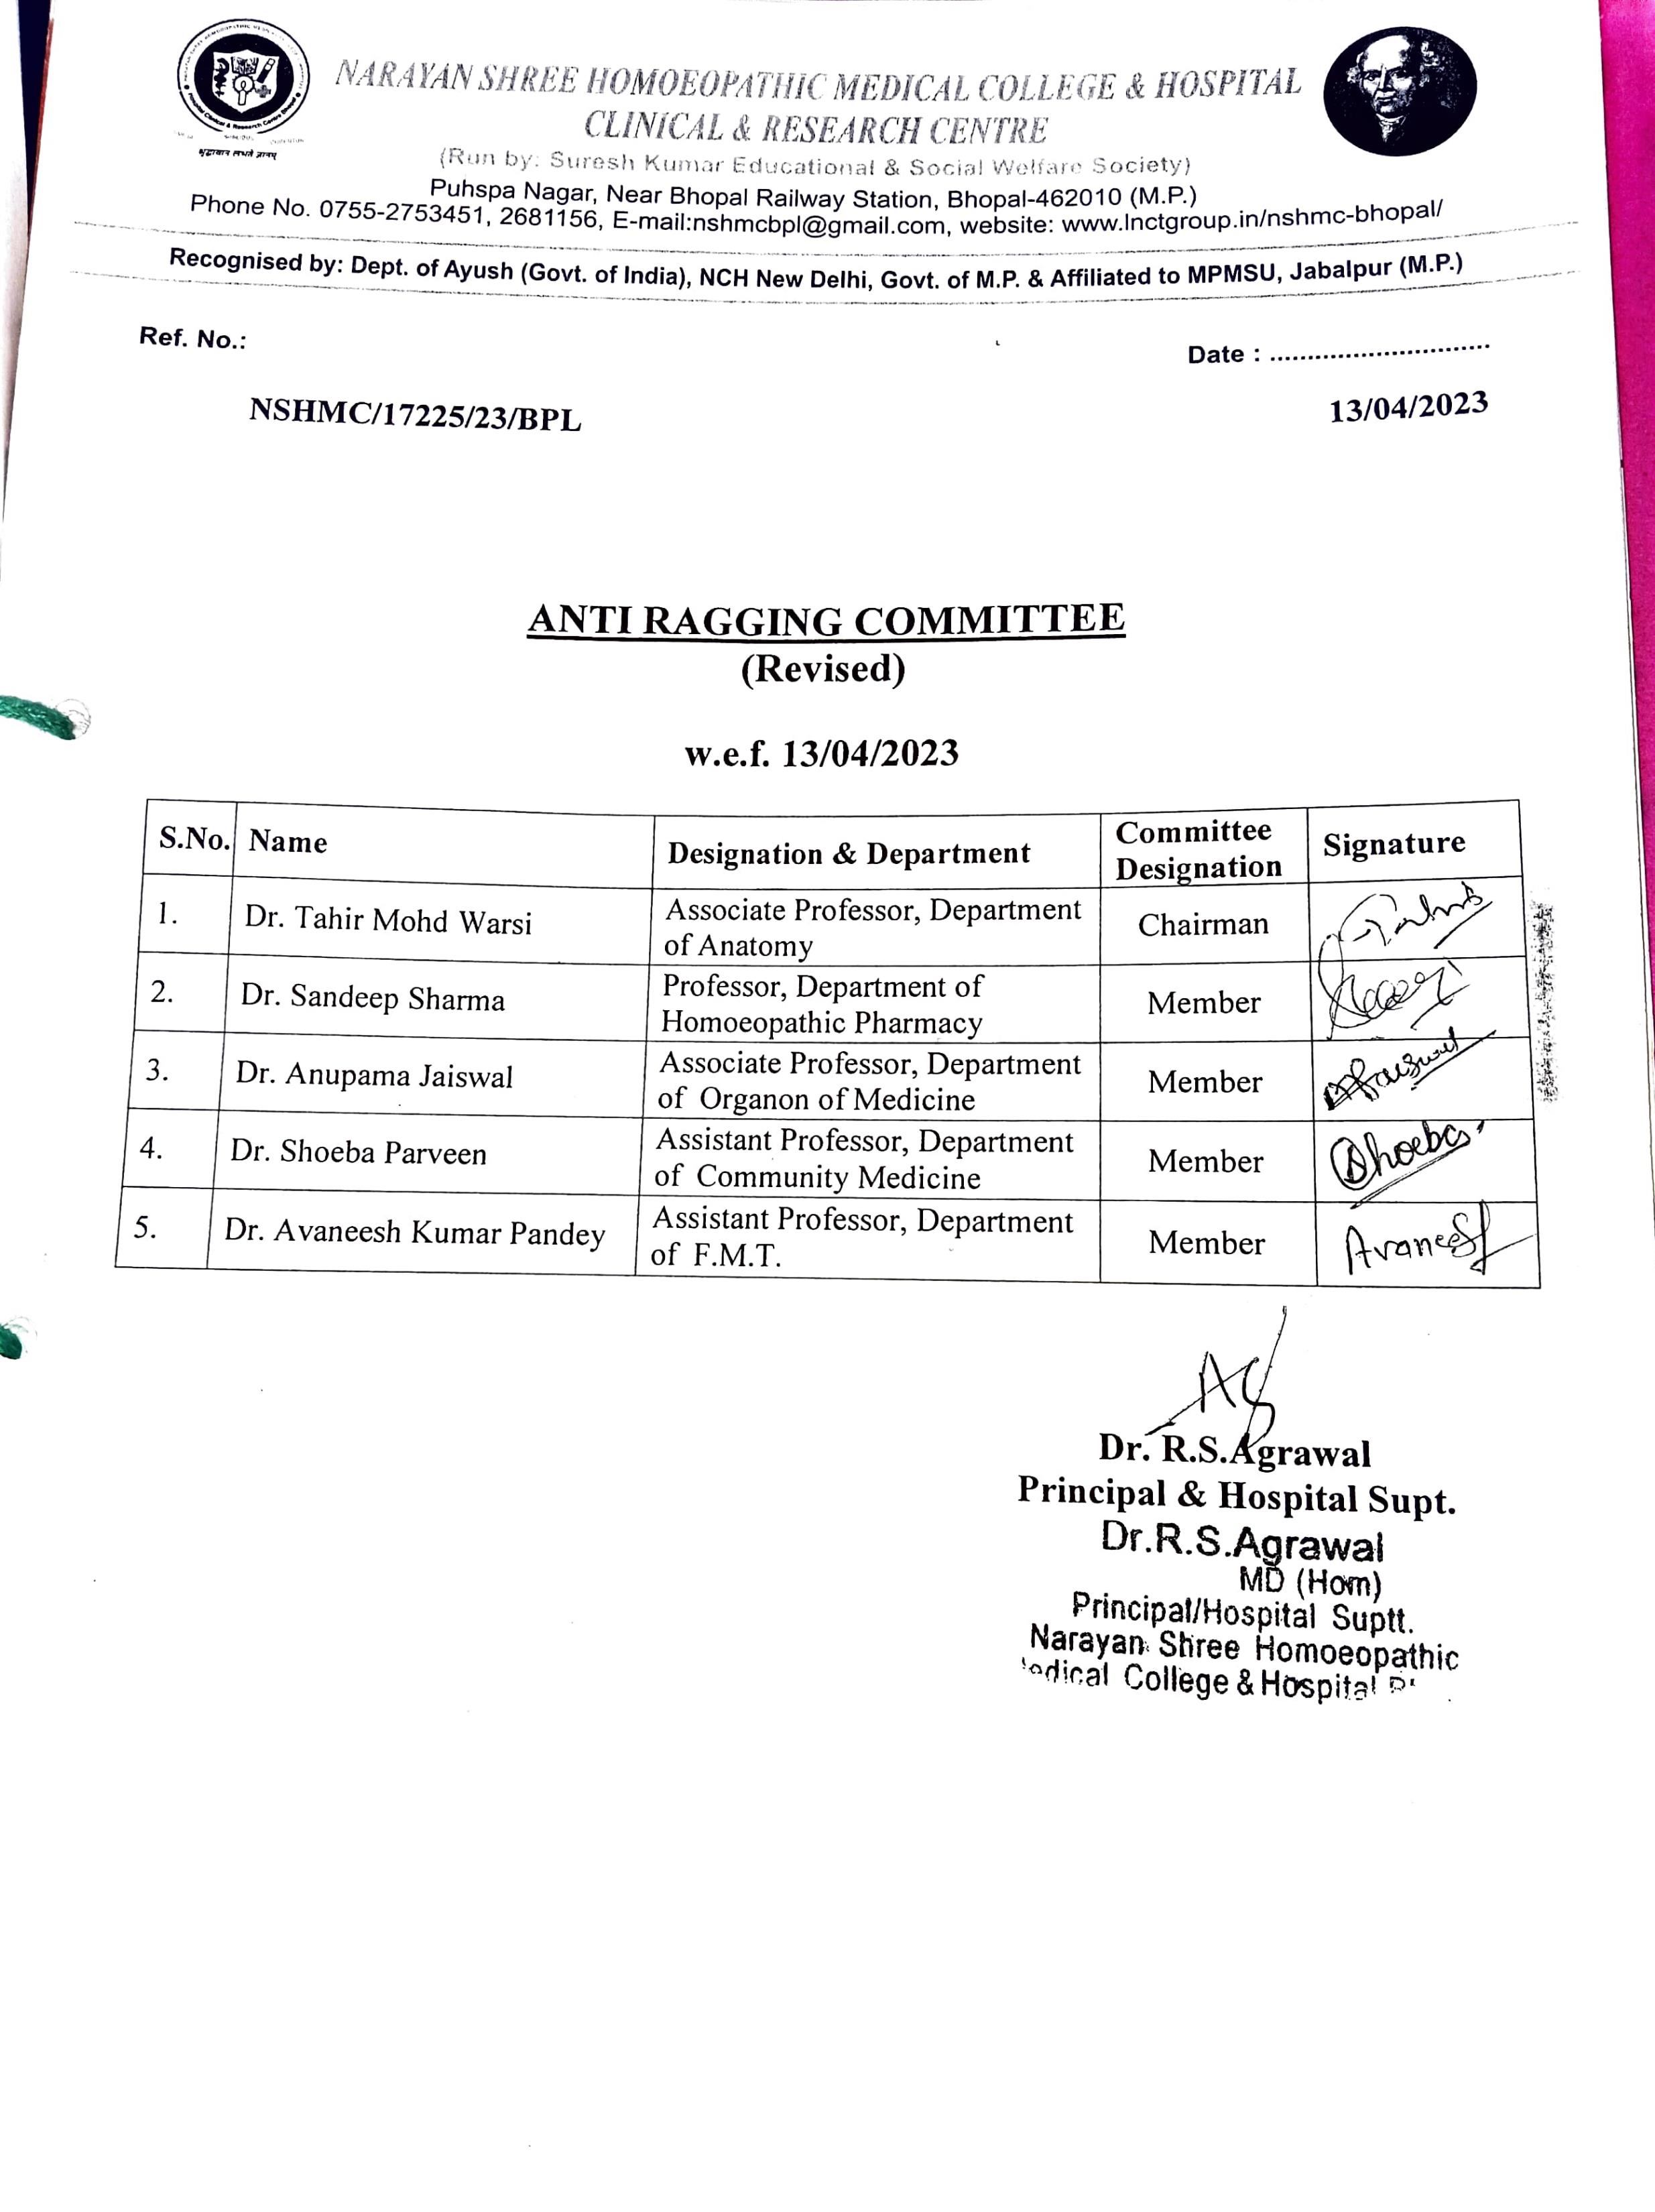 NARAYAN SHREE HOMOEOPATHIC MEDICAL COLLEGE & HOSPITAL
CLINICAL & RESEARCH CENTRE
(Run by: Suresh Kumar Educational & Social Welfare Society)
Puhspa Nagar, Near Bhopal Railway Station, Bhopal-462010 (M.P.)
Phone No. 0755-2753451, 2681156, E-mail:nshmcbpl@gmail.com, website: www.lnctgroup.in/nshmc-bhopal/
Recognised by: Dept. of Ayush (Govt. of India), NCH New Delhi, Govt. of M.P. & Affiliated to MPMSU, Jabalpur (M.P.)
Ref. No.:
Date : .............................
NSHMC/17225/23/BPL
13/04/2023
ANTI RAGGING COMMITTEE
(Revised)
w.e.f. 13/04/2023
S.No. Name Designation & Department Committee Designation Signature
1. Dr. Tahir Mohd Warsi Associate Professor, Department of Anatomy Chairman
2. Dr. Sandeep Sharma Professor, Department of Homoeopathic Pharmacy Member
3. Dr. Anupama Jaiswal Associate Professor, Department of Organon of Medicine Member
4. Dr. Shoeba Parveen Assistant Professor, Department of Community Medicine Member Shoeba
5. Dr. Avaneesh Kumar Pandey Assistant Professor, Department of F.M.T. Member Avaneesh
Dr. R.S.Agrawal
Principal & Hospital Supt.
Dr.R.S.Agrawal
MD (Hom)
Principal/Hospital Suptt.
Narayan Shree Homoeopathic
College & Hospital